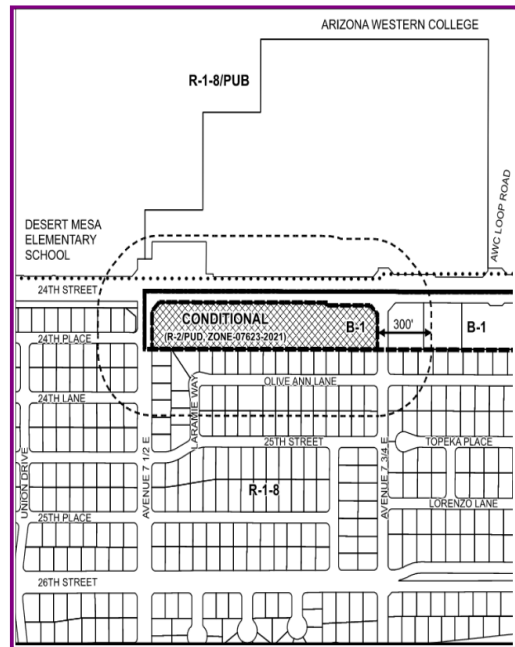 ARIZONA WESTERN COLLEGE
R-1-8/PUB
AWC LOOP ROAD
DESERT MESA
ELEMENTARY
SCHOOL
24TH STREET
CONDITIONAL
(R-2/PUD, ZONE-07623-2021)
B-1
300'
B-1
24TH PLACE
OLIVE ANN LANE
24TH LANE
LARAMIE WAY
UNION DRIVE
AVENUE 7 1/2 E
25TH STREET
AVENUE 7 3/4 E
TOPEKA PLACE
R-1-8
LORENZO LANE
25TH PLACE
26TH STREET